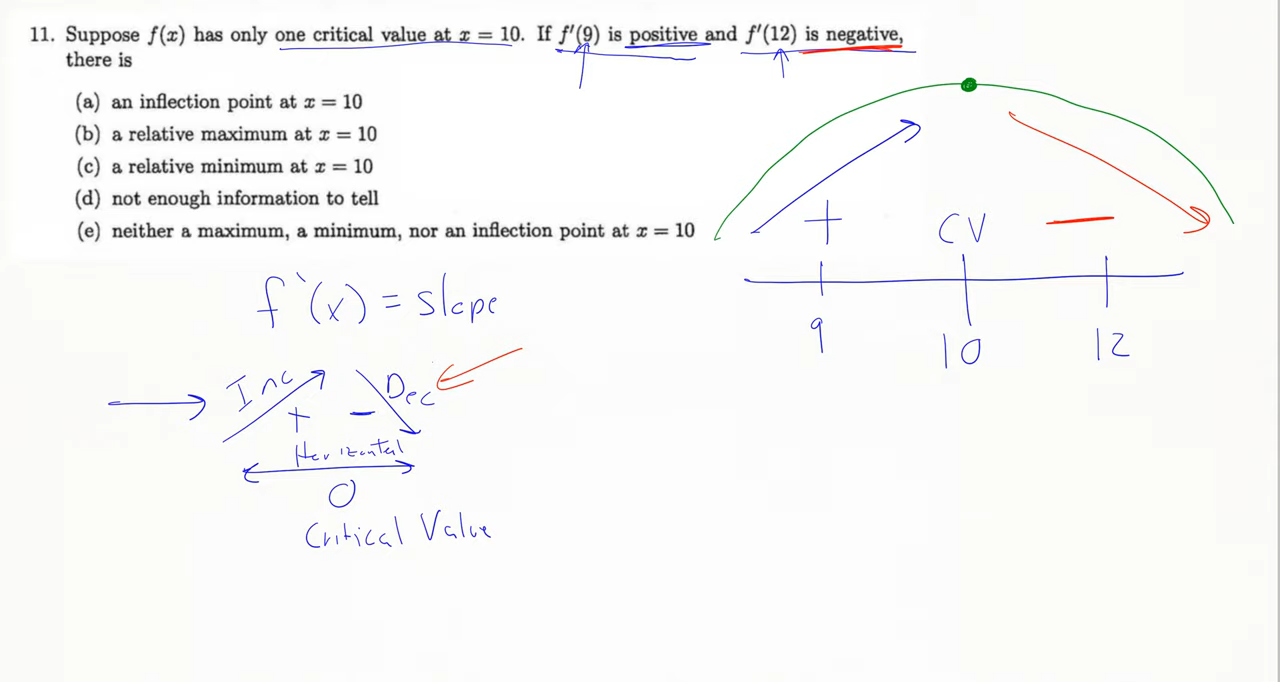 11. Suppose f(x) has only one critical value at x = 10. If f′(9) is positive and f′(12) is negative,
there is
(a) an inflection point at x = 10
(b) a relative maximum at x = 10
(c) a relative minimum at x = 10
(d) not enough information to tell
(e) neither a maximum, a minimum, nor an inflection point at x = 10
+ CV −
9 10 12
f`(x) = slope
Inc Dec
+ −
Horizontal
0
Critical Value